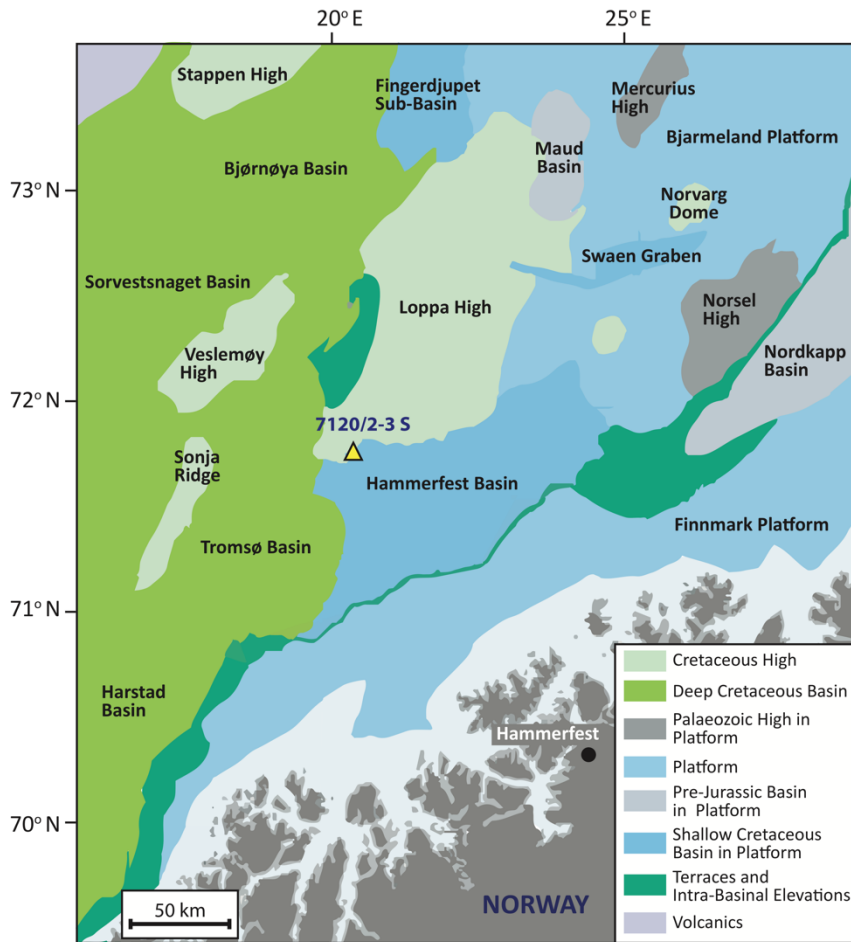 20° E
25° E
Stappen High
Fingerdjupet
Sub-Basin
Mercurius
High
Maud
Basin
Bjarmeland Platform
Bjørnøya Basin
73° N
Norvarg
Dome
Swaen Graben
Sorvestsnaget Basin
Loppa High
Norsel
High
Veslemøy
High
Nordkapp
Basin
72° N
7120/2-3 S
Sonja
Ridge
Hammerfest Basin
Finnmark Platform
Tromsø Basin
71° N
Harstad
Basin
Hammerfest
70° N
50 km
NORWAY
Cretaceous High
Deep Cretaceous Basin
Palaeozoic High in
Platform
Platform
Pre-Jurassic Basin
in Platform
Shallow Cretaceous
Basin in Platform
Terraces and
Intra-Basinal Elevations
Volcanics